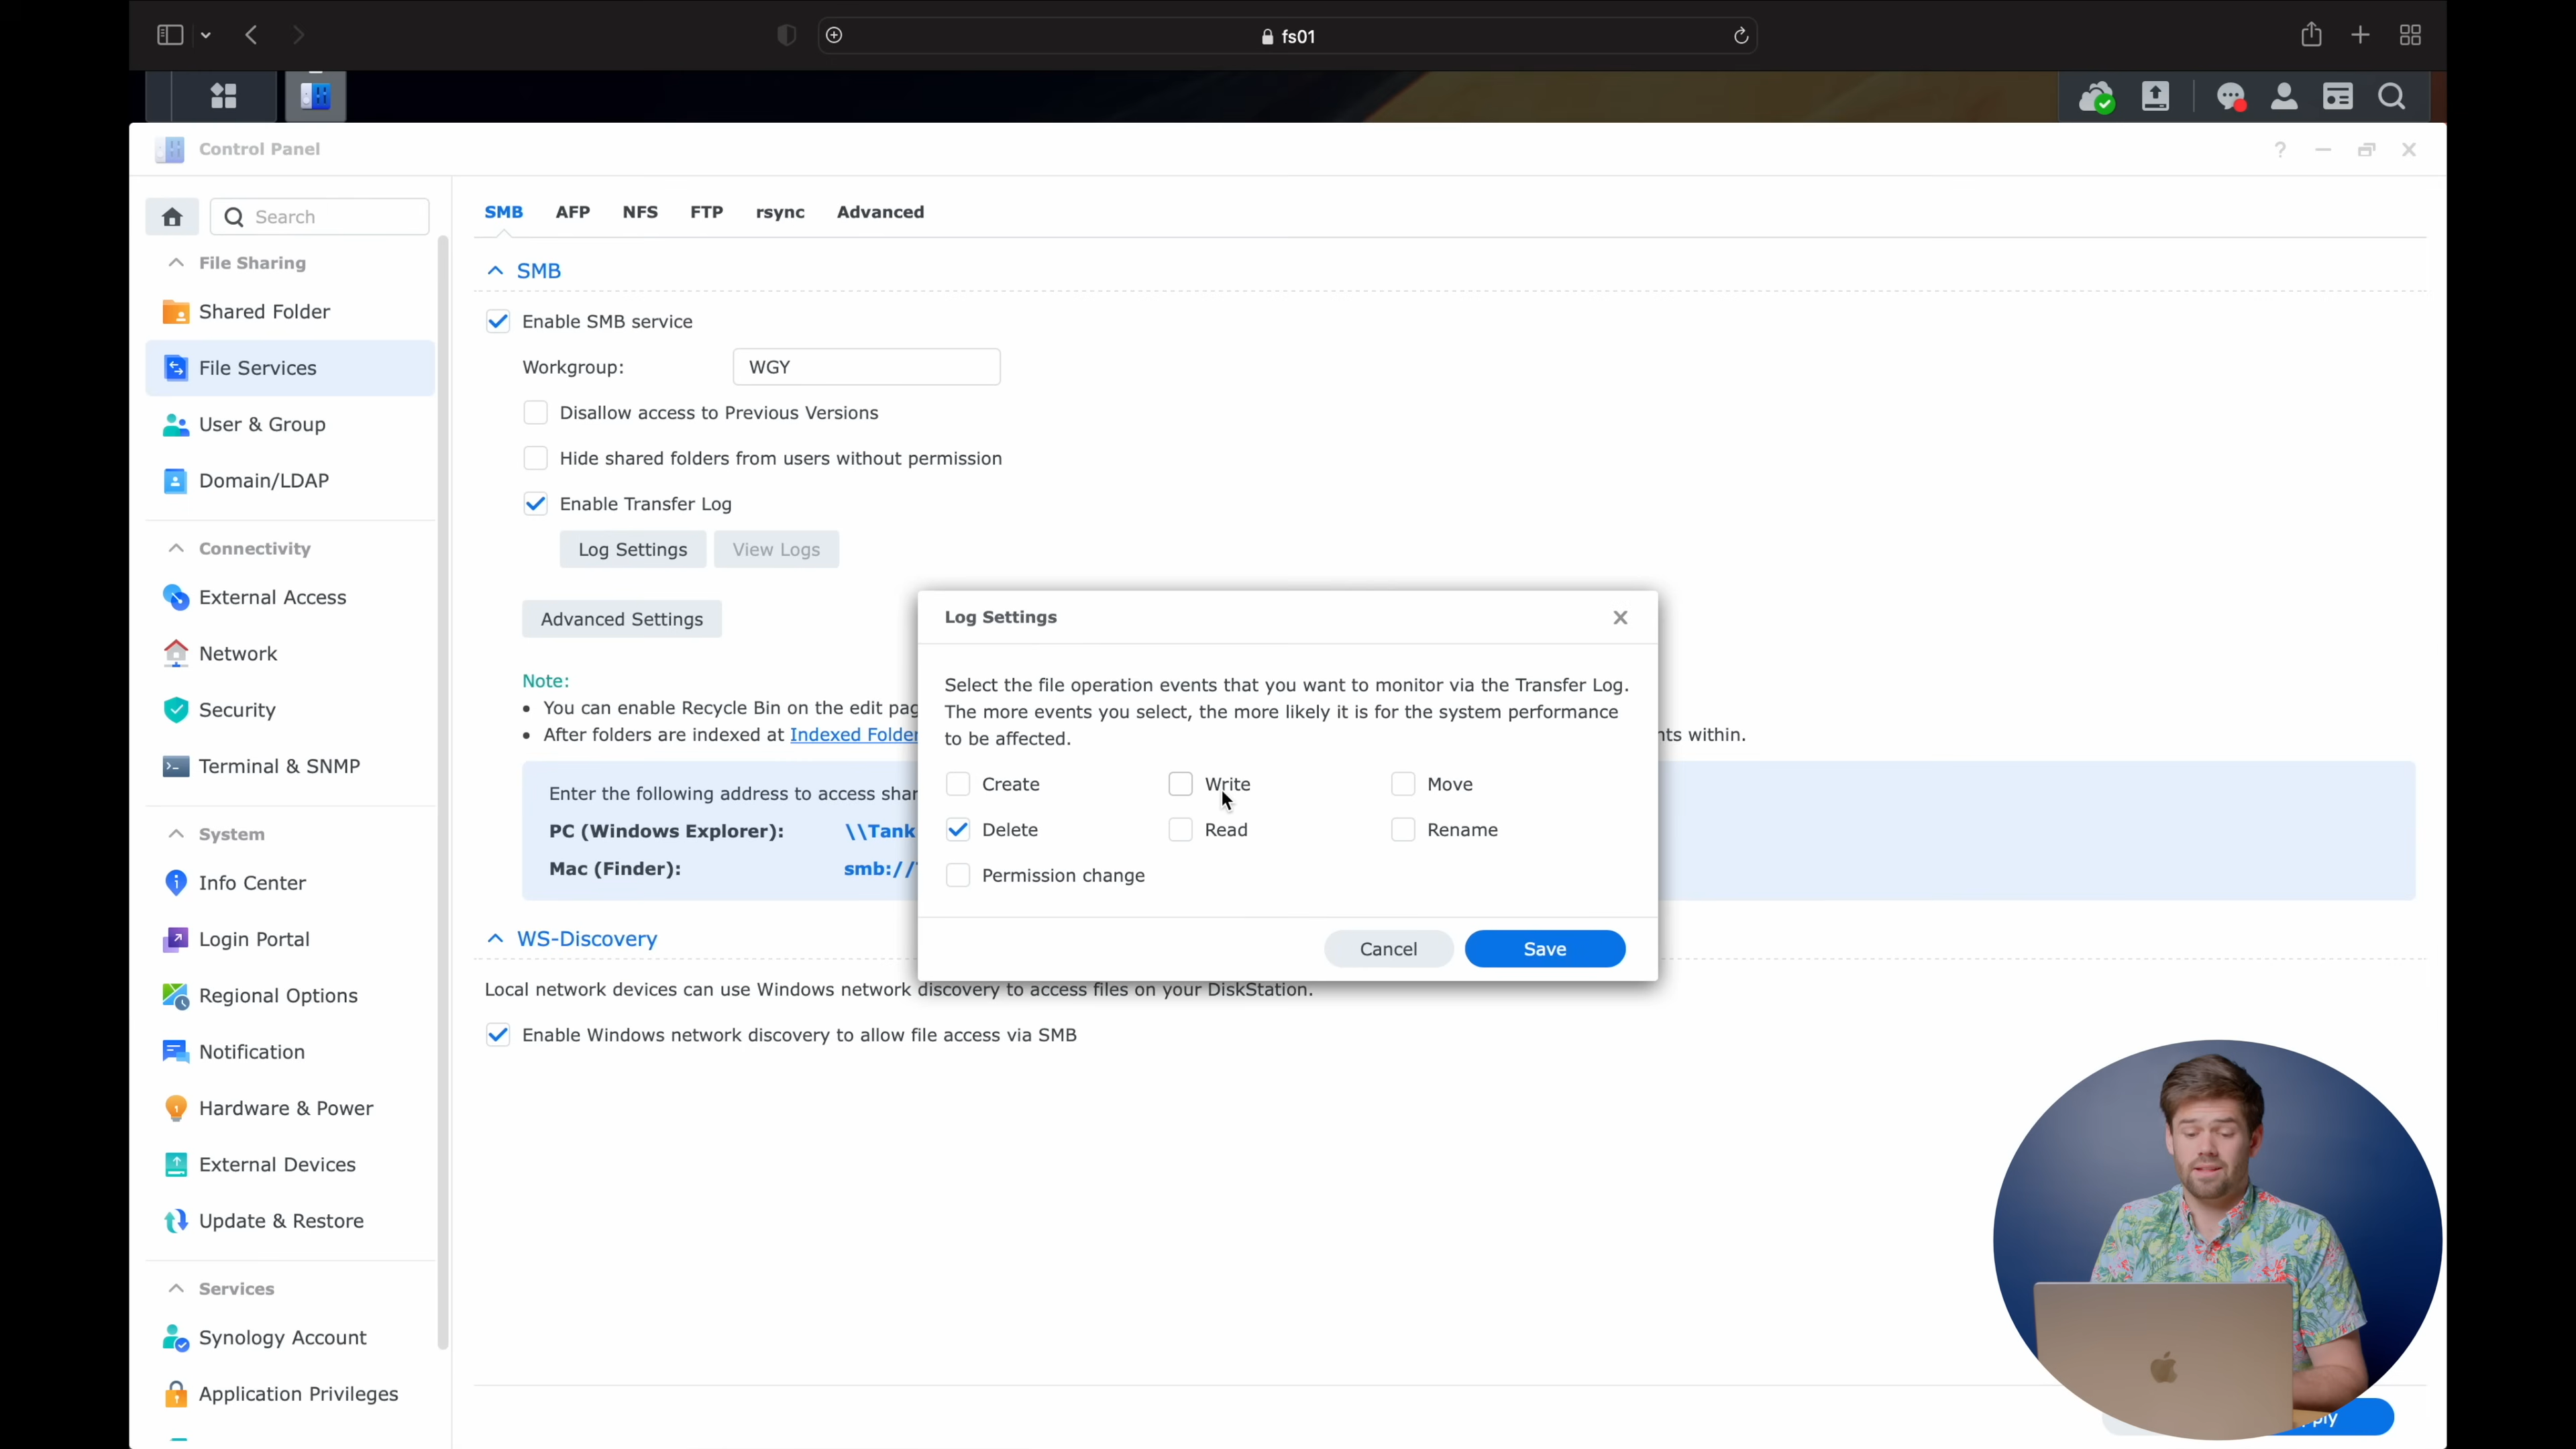 fs01
Control Panel
Search
File Sharing
Shared Folder
File Services
User & Group
Domain/LDAP
Connectivity
External Access
Network
Security
Terminal & SNMP
System
Info Center
Login Portal
Regional Options
Notification
Hardware & Power
External Devices
Update & Restore
Services
Synology Account
Application Privileges
SMB AFP NFS FTP rsync Advanced
SMB
Enable SMB service
Workgroup: WGY
Disallow access to Previous Versions
Hide shared folders from users without permission
Enable Transfer Log
Log Settings View Logs
Advanced Settings
Note:
• You can enable Recycle Bin on the edit
• After folders are indexed at Indexed within.
Enter the following address to access
PC (Windows Explorer): \\Tank
Mac (Finder): smb://
WS-Discovery
Local network devices can use Windows network discovery to access files on your DiskStation.
Enable Windows network discovery to allow file access via SMB
Log Settings
Select the file operation events that you want to monitor via the Transfer Log.
The more events you select, the more likely it is for the system performance
to be affected.
Create Write Move
Delete Read Rename
Permission change
Cancel Save